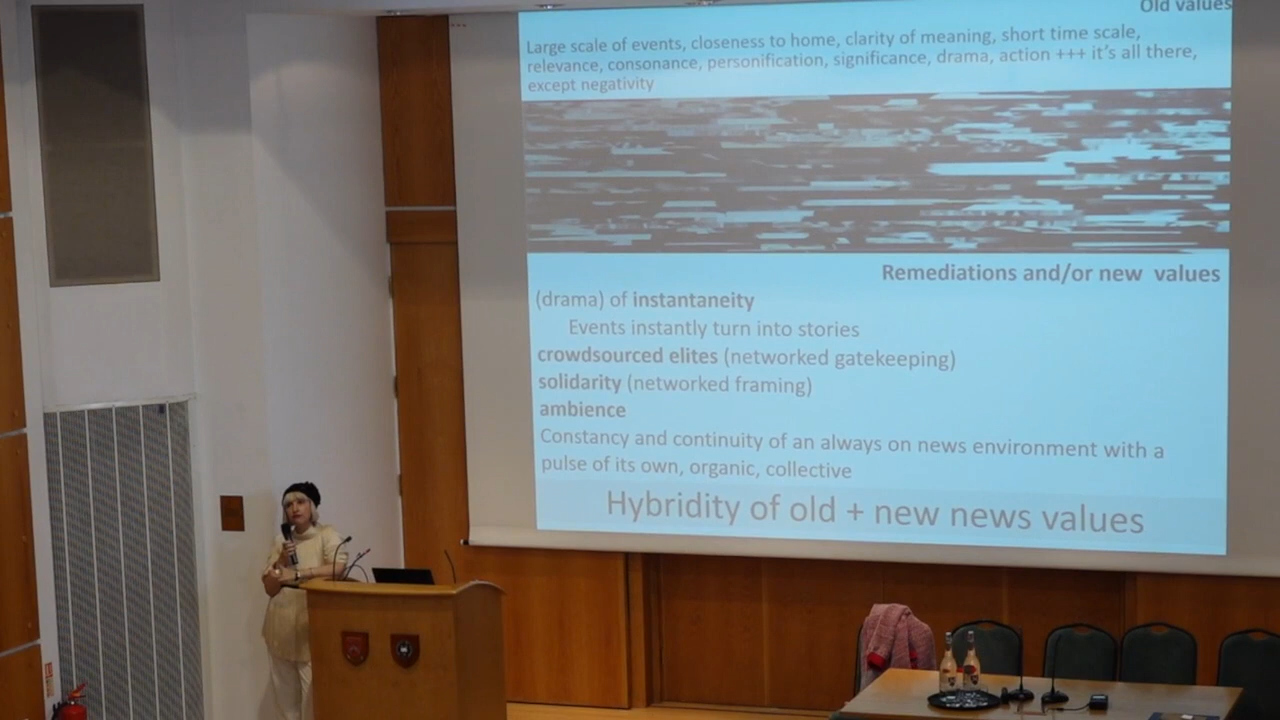 Old values
Large scale of events, closeness to home, clarity of meaning, short time scale,
relevance, consonance, personification, significance, drama, action +++ it's all there,
except negativity
Remediations and/or new values
(drama) of instantaneity
Events instantly turn into stories
crowdsourced elites (networked gatekeeping)
solidarity (networked framing)
ambience
Constancy and continuity of an always on news environment with a
pulse of its own, organic, collective
Hybridity of old + new news values